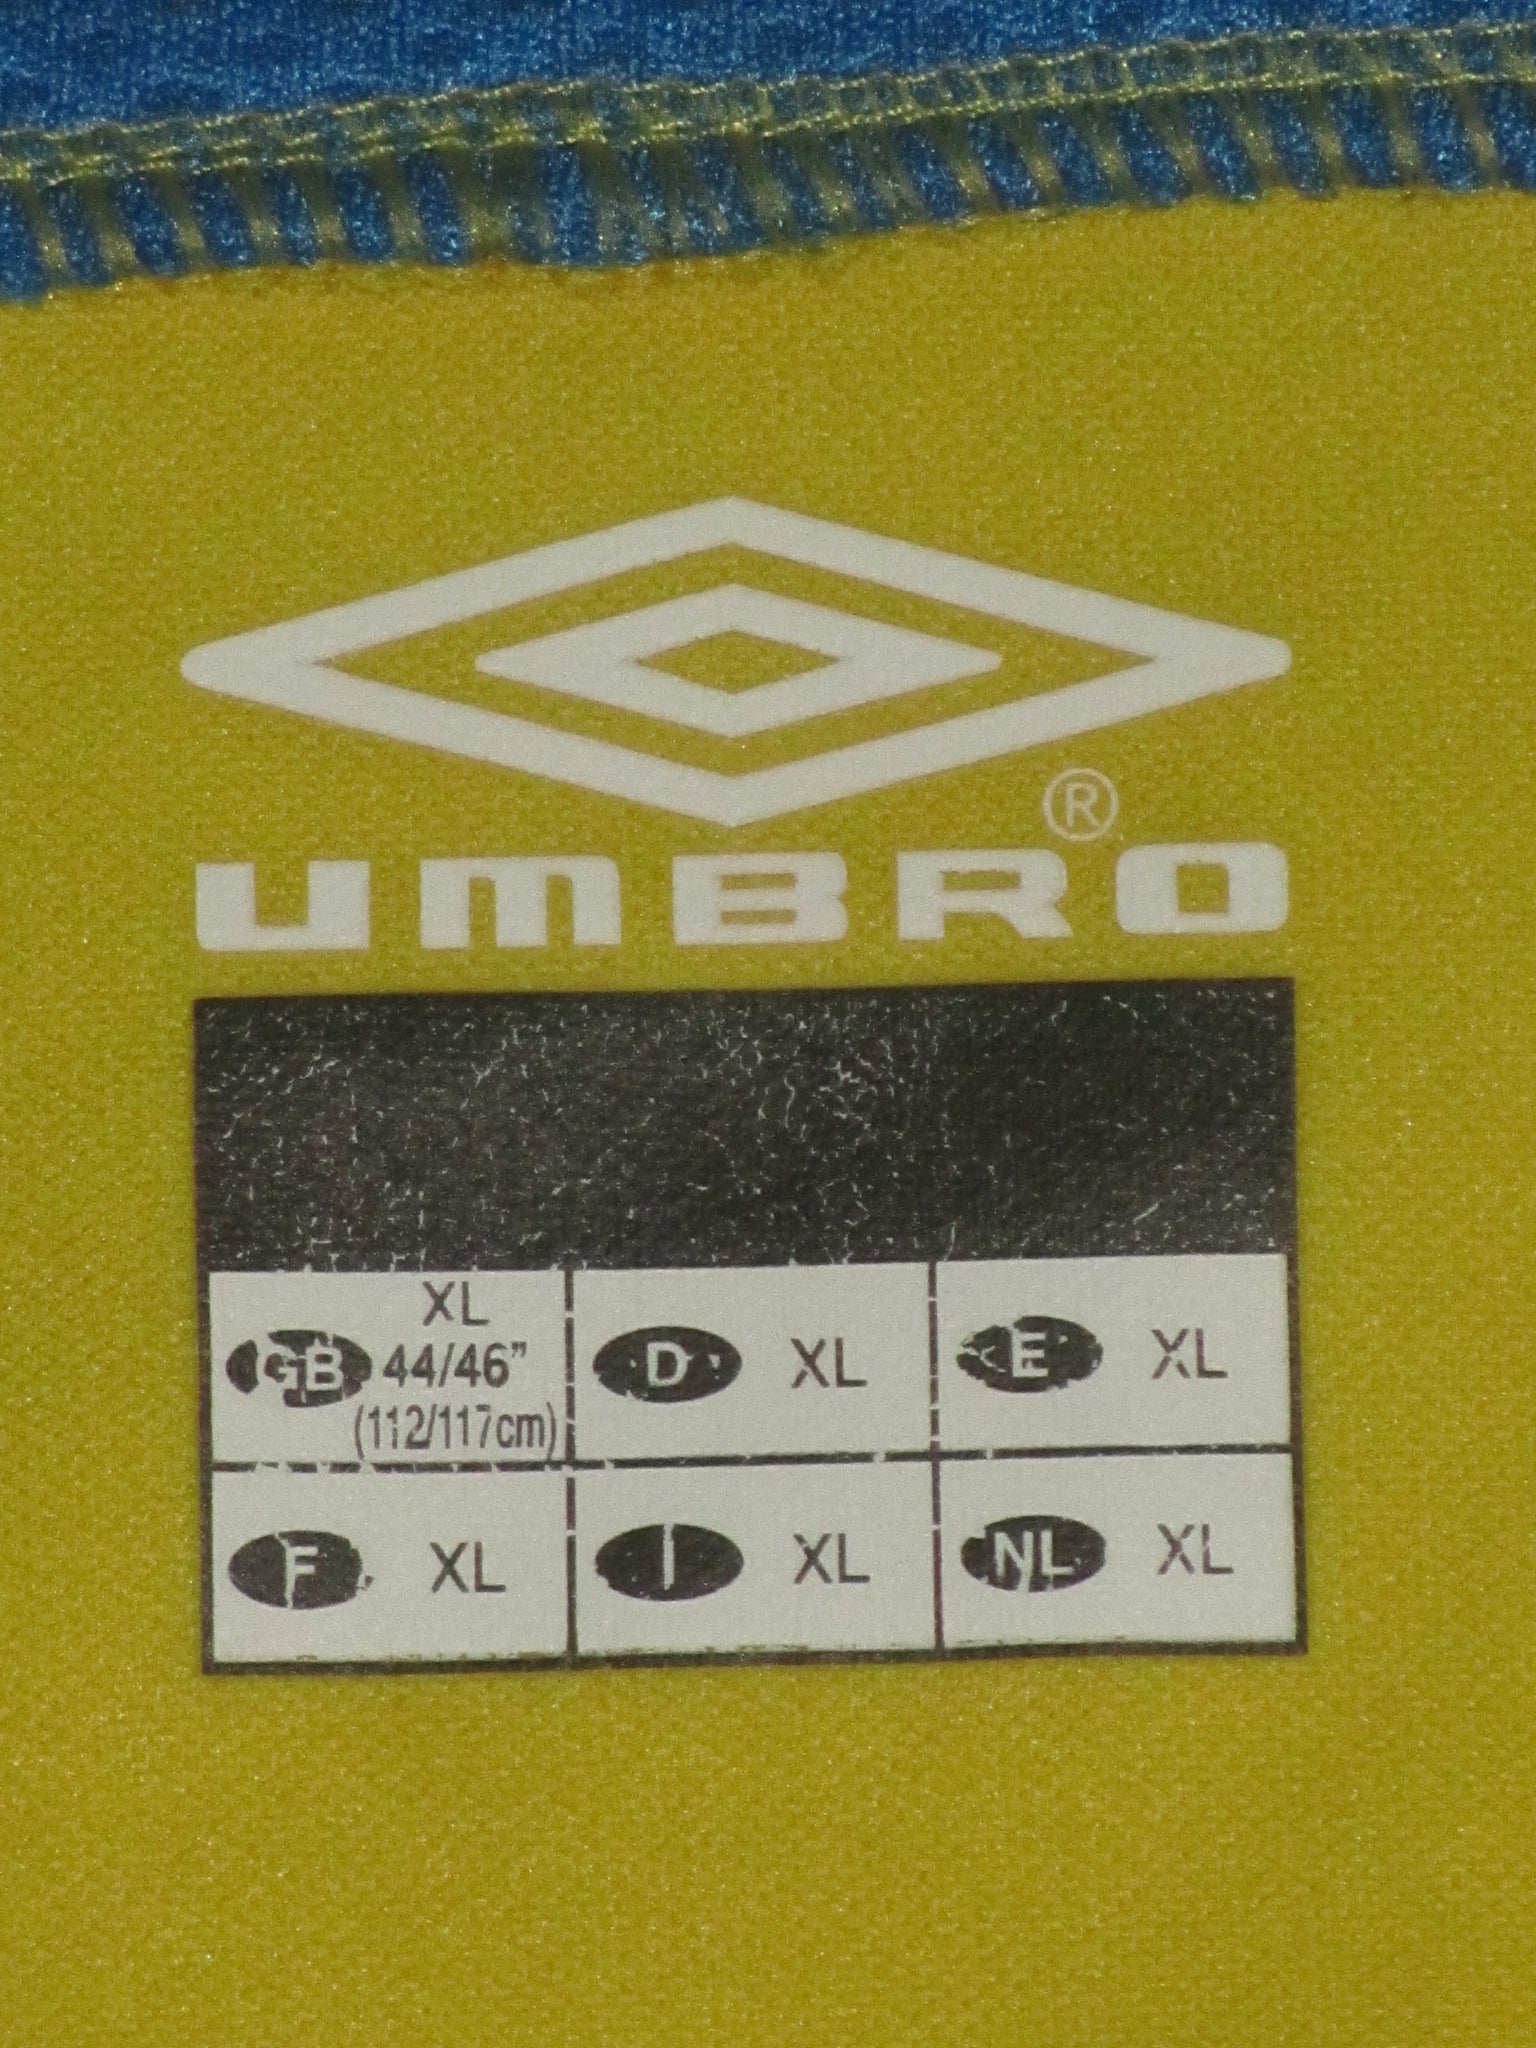 ®
UMBRO
GB XL 44/46” (112/117cm)
D XL
E XL
F XL
I XL
NL XL